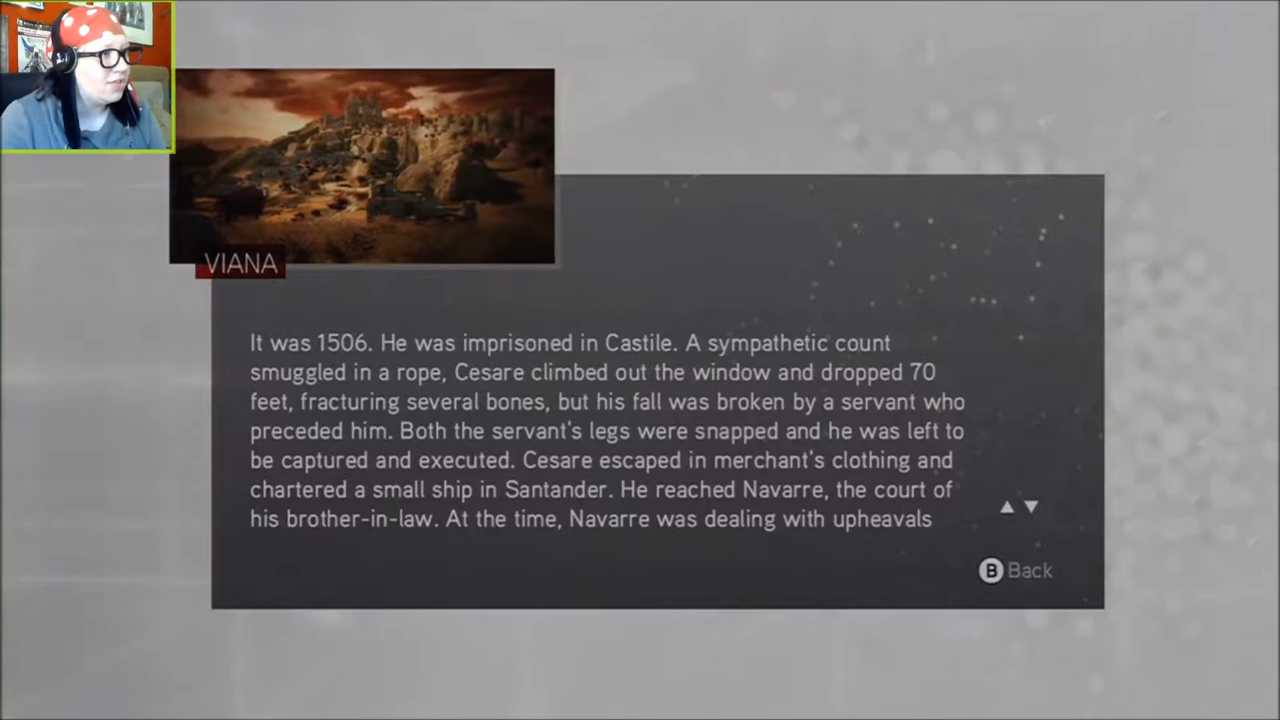 VIANA
It was 1506. He was imprisoned in Castile. A sympathetic count
smuggled in a rope, Cesare climbed out the window and dropped 70
feet, fracturing several bones, but his fall was broken by a servant who
preceded him. Both the servant's legs were snapped and he was left to
be captured and executed. Cesare escaped in merchant's clothing and
chartered a small ship in Santander. He reached Navarre, the court of
his brother-in-law. At the time, Navarre was dealing with upheavals
B Back